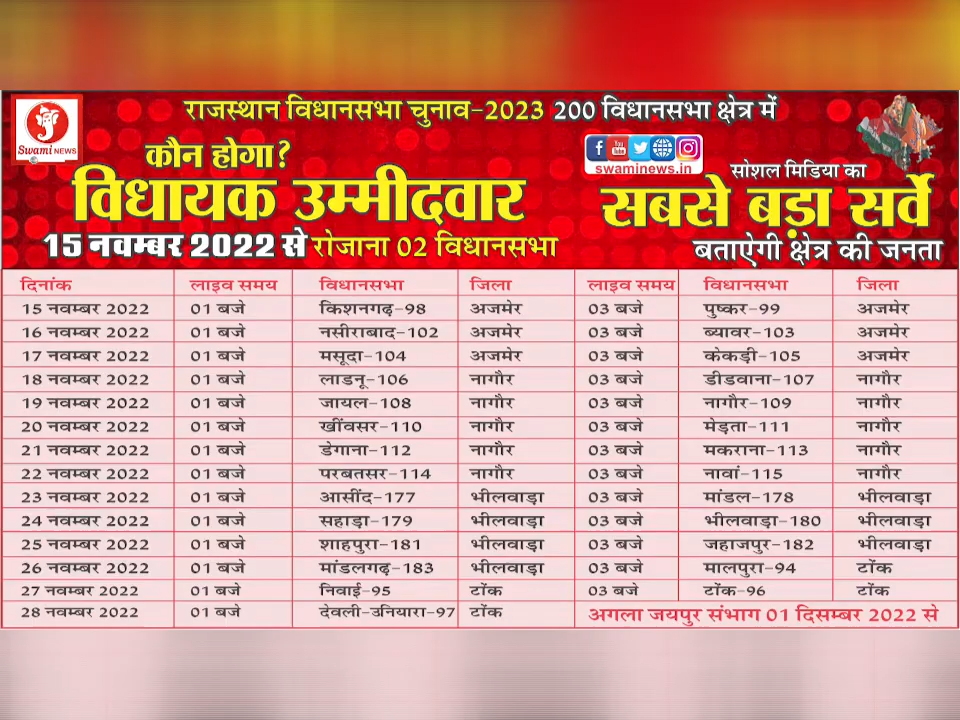 राजस्थान विधानसभा चुनाव-2023 200 विधानसभा क्षेत्र में
Swami NEWS
कौन होगा?
विधायक उम्मीदवार
15 नवम्बर 2022 से रोजाना 02 विधानसभा
You Tube
swaminews.in
सोशल मिडिया का
सबसे बड़ा सर्वे
बताऐगी क्षेत्र की जनता
दिनांक लाइव समय विधानसभा जिला लाइव समय विधानसभा जिला
15 नवम्बर 2022 01 बजे किशनगढ़-98 अजमेर 03 बजे पुष्कर-99 अजमेर
16 नवम्बर 2022 01 बजे नसीराबाद-102 अजमेर 03 बजे ब्यावर-103 अजमेर
17 नवम्बर 2022 01 बजे मसूदा-104 अजमेर 03 बजे केकड़ी-105 अजमेर
18 नवम्बर 2022 01 बजे लाडनू-106 नागौर 03 बजे डीडवाना-107 नागौर
19 नवम्बर 2022 01 बजे जायल-108 नागौर 03 बजे नागौर-109 नागौर
20 नवम्बर 2022 01 बजे खींवसर-110 नागौर 03 बजे मेड़ता-111 नागौर
21 नवम्बर 2022 01 बजे डेगाना-112 नागौर 03 बजे मकराना-113 नागौर
22 नवम्बर 2022 01 बजे परबतसर-114 नागौर 03 बजे नावां-115 नागौर
23 नवम्बर 2022 01 बजे आसींद-177 भीलवाड़ा 03 बजे मांडल-178 भीलवाड़ा
24 नवम्बर 2022 01 बजे सहाड़ा-179 भीलवाड़ा 03 बजे भीलवाड़ा-180 भीलवाड़ा
25 नवम्बर 2022 01 बजे शाहपुरा-181 भीलवाड़ा 03 बजे जहाजपुर-182 भीलवाड़ा
26 नवम्बर 2022 01 बजे मांडलगढ़-183 भीलवाड़ा 03 बजे मालपुरा-94 टोंक
27 नवम्बर 2022 01 बजे निवाई-95 टोंक 03 बजे टोंक-96 टोंक
28 नवम्बर 2022 01 बजे देवली-उनियारा-97 टोंक अगला जयपुर संभाग 01 दिसम्बर 2022 से